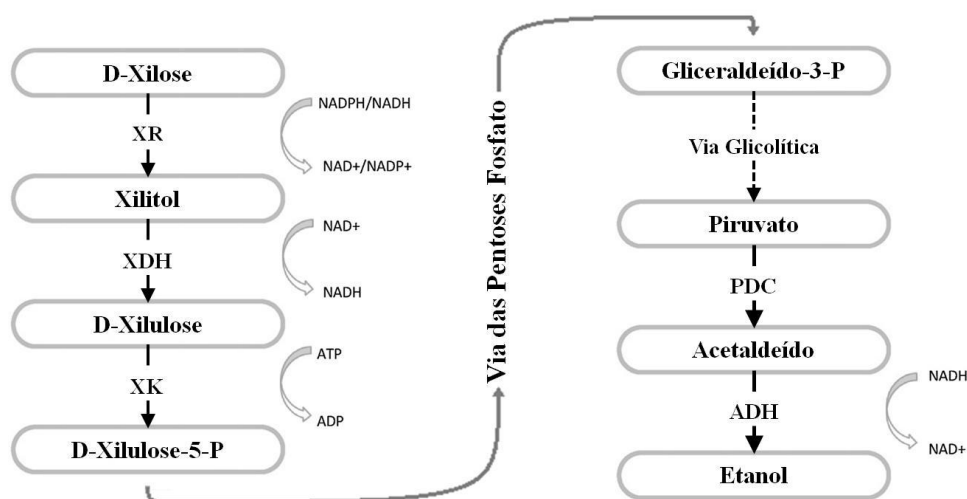 D-Xilose
XR
NADPH/NADH
NAD+/NADP+
Xilitol
XDH
NAD+
NADH
D-Xilulose
XK
ATP
ADP
D-Xilulose-5-P
Via das Pentoses Fosfato
Gliceraldeído-3-P
Via Glicolítica
Piruvato
PDC
Acetaldeído
ADH
NADH
NAD+
Etanol